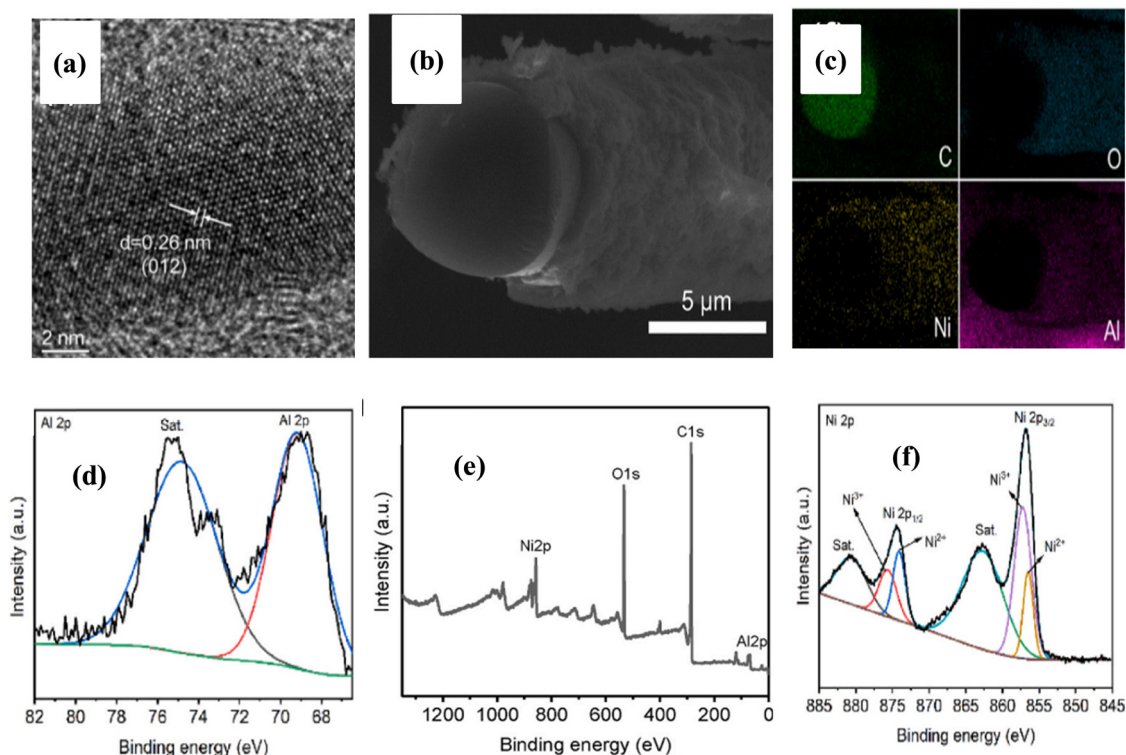 (a)
d=0.26 nm
(012)
2 nm
(b)
5 μm
(c)
C
O
Ni
Al
Al 2p
Sat.
Al 2p
(d)
Intensity (a.u.)
82 78 76 74 72 70 68
Binding energy (eV)
(e)
C1s
O1s
Ni2p
Al2p
Intensity (a.u.)
1200 1000 800 600 400 200 0
Binding energy (eV)
Ni 2p
Ni 2p3/2
(f)
Ni3+
Ni3+
Ni 2p1/2
Sat.
Ni2+
Sat.
Ni2+
Intensity (a.u.)
885 880 875 870 865 860 855 850 845
Binding energy (eV)